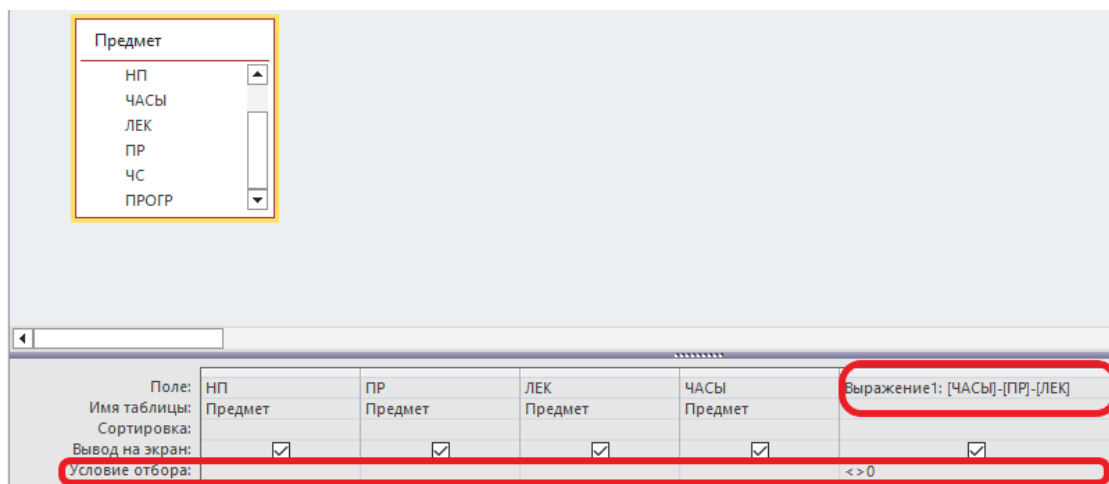 Предмет
НП
ЧАСЫ
ЛЕК
ПР
ЧС
ПРОГР
Поле: НП ПР ЛЕК ЧАСЫ Выражение1: [ЧАСЫ]-[ПР]-[ЛЕК]
Имя таблицы: Предмет Предмет Предмет Предмет
Сортировка:
Вывод на экран:
Условие отбора: <>0